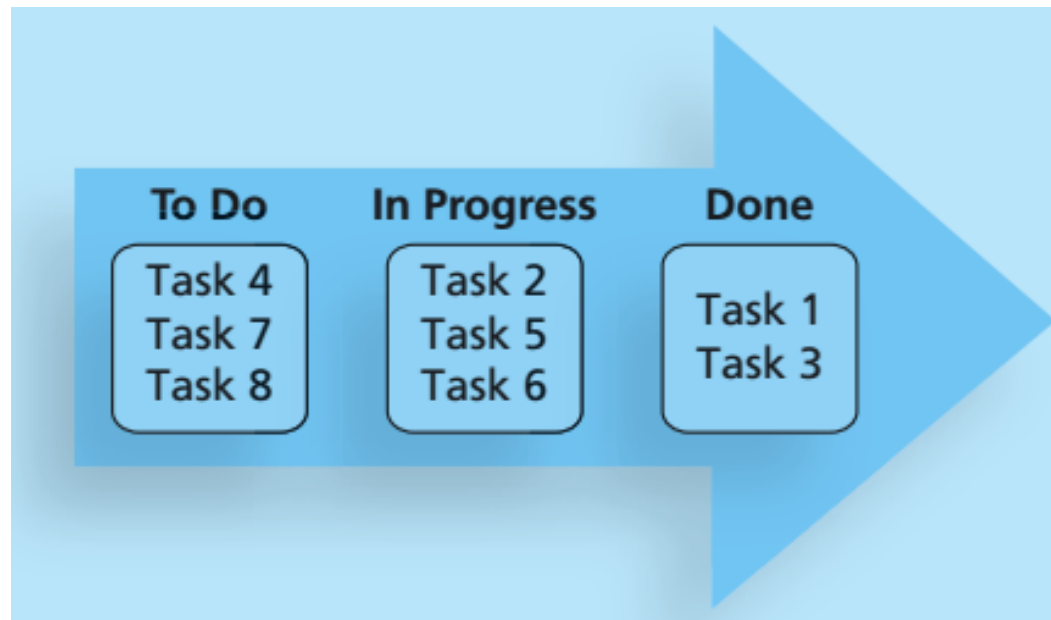 To Do
Task 4
Task 7
Task 8
In Progress
Task 2
Task 5
Task 6
Done
Task 1
Task 3